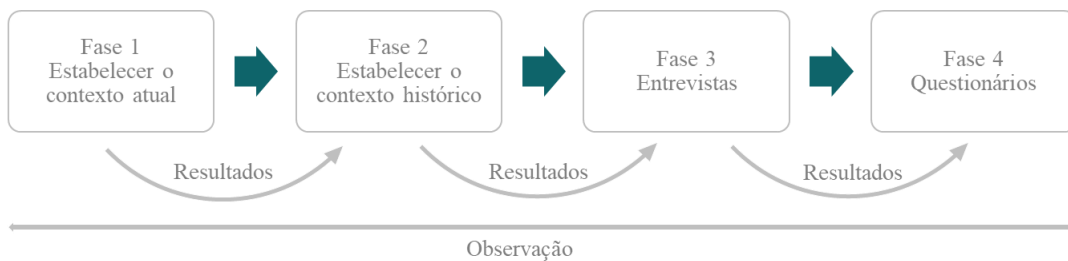 Fase 1
Estabelecer o
contexto atual
Fase 2
Estabelecer o
contexto histórico
Fase 3
Entrevistas
Fase 4
Questionários
Resultados
Resultados
Resultados
Observação